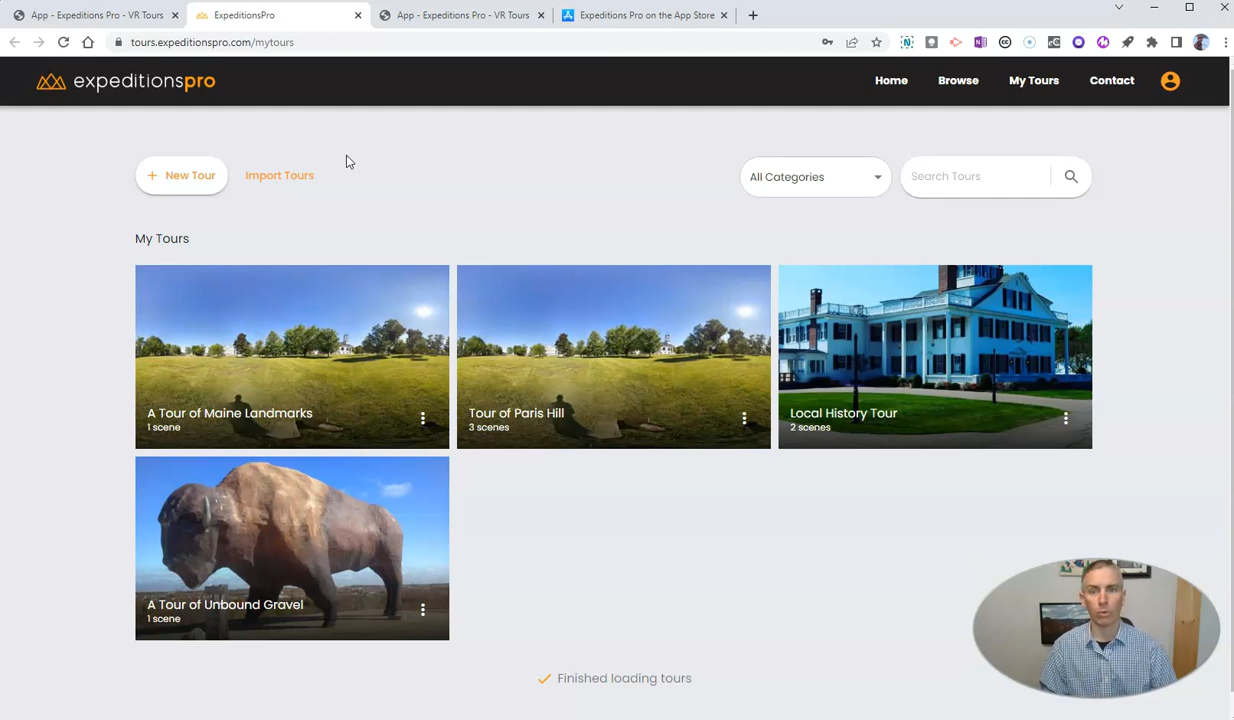 App - Expeditions Pro - VR Tours
ExpeditionsPro
App - Expeditions Pro - VR Tours
Expeditions Pro on the App Store
tours.expeditionspro.com/mytours
expeditionspro
Home
Browse
My Tours
Contact
+ New Tour
Import Tours
All Categories
Search Tours
My Tours
A Tour of Maine Landmarks
1 scene
Tour of Paris Hill
3 scenes
Local History Tour
2 scenes
A Tour of Unbound Gravel
1 scene
Finished loading tours